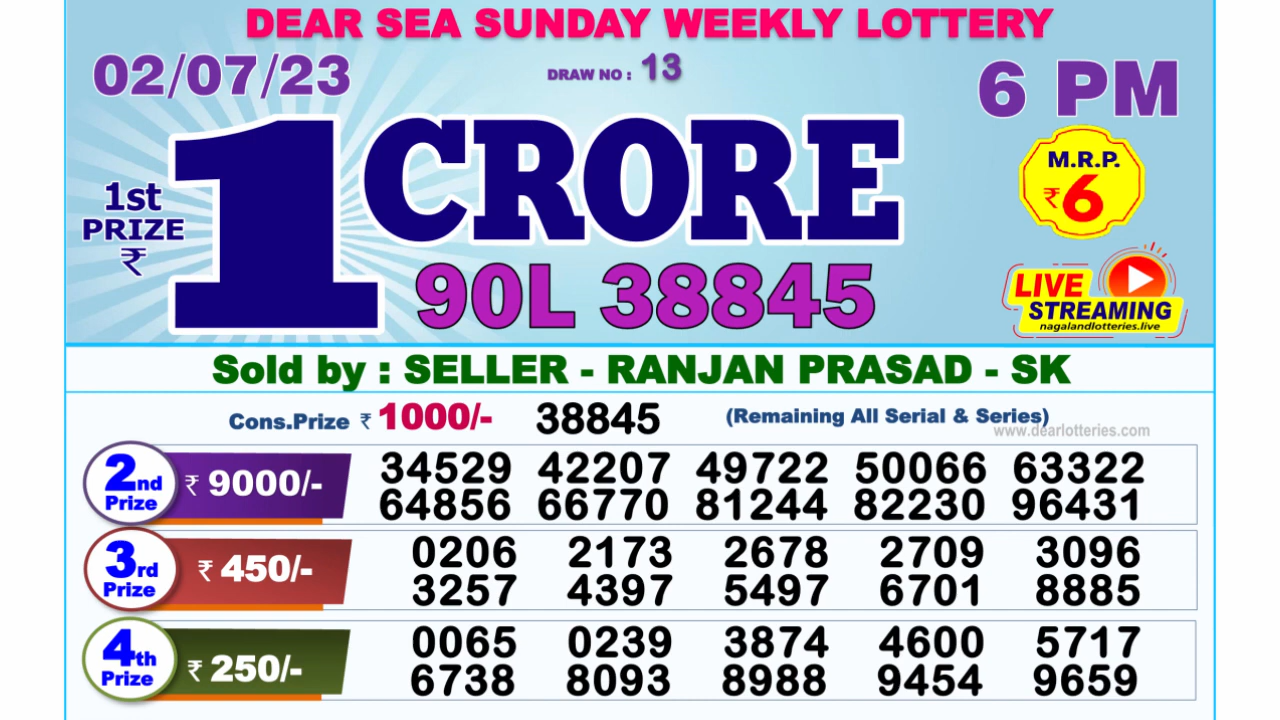 DEAR SEA SUNDAY WEEKLY LOTTERY
02/07/23
DRAW NO : 13
6 PM
1st PRIZE ₹ 1 CRORE
M.R.P.
₹6
90L 38845
LIVE
STREAMING
nagalandlotteries.live
Sold by : SELLER - RANJAN PRASAD - SK
Cons.Prize ₹ 1000/- 38845 (Remaining All Serial & Series)
www.dearlotteries.com
2nd Prize ₹ 9000/-
34529 42207 49722 50066 63322
64856 66770 81244 82230 96431
3rd Prize ₹ 450/-
0206 2173 2678 2709 3096
3257 4397 5497 6701 8885
4th Prize ₹ 250/-
0065 0239 3874 4600 5717
6738 8093 8988 9454 9659